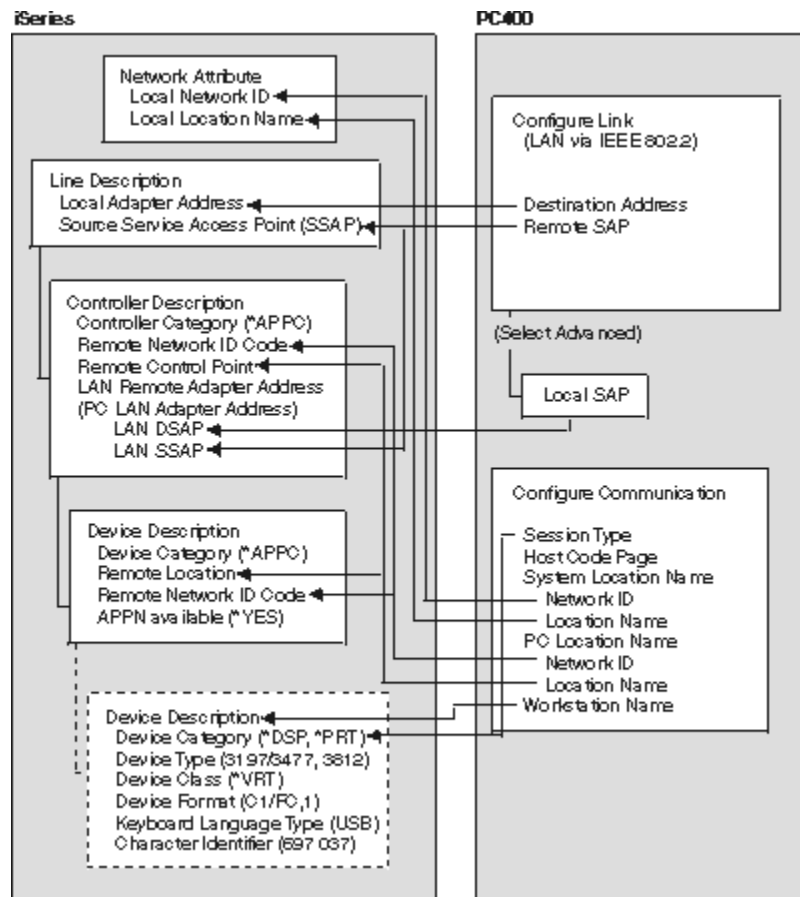 iSeries
Network Attribute
Local Network ID
Local Location Name
Line Description
Local Adapter Address
Source Service Access Point (SSAP)
Controller Description
Controller Category (*APPC)
Remote Network ID Code
Remote Control Point
LAN Remote Adapter Address
(PC LAN Adapter Address)
LAN DSAP
LAN SSAP
Device Description
Device Category (*APPC)
Remote Location
Remote Network ID Code
APPN available (*YES)
Device Description
Device Category (*DSP, *PRT)
Device Type (3197/3477, 3812)
Device Class (*VRT)
Device Format (C1/FC,1)
Keyboard Language Type (USB)
Character Identifier (697 037)
PC400
Configure Link
(LAN via IEEE802.2)
Destination Address
Remote SAP
(Select Advanced)
Local SAP
Configure Communication
Session Type
Host Code Page
System Location Name
Network ID
Location Name
PC Location Name
Network ID
Location Name
Workstation Name